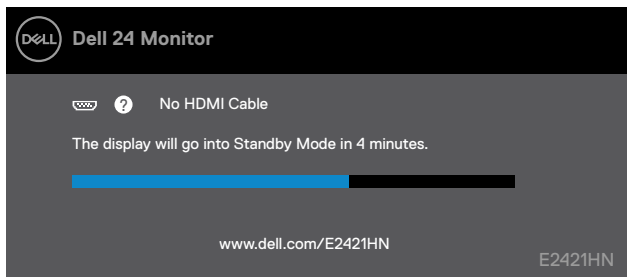 DELL Dell 24 Monitor
? No HDMI Cable
The display will go into Standby Mode in 4 minutes.
www.dell.com/E2421HN
E2421HN